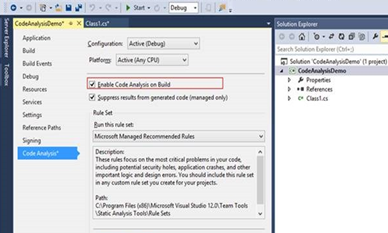 Start
Debug
CodeAnalysisDemo*
Class1.cs*
Server Explorer
Toolbox
Application
Build
Build Events
Debug
Resources
Services
Settings
Reference Paths
Signing
Code Analysis*
Configuration: Active (Debug)
Platform: Active (Any CPU)
Enable Code Analysis on Build
Suppress results from generated code (managed only)
Rule Set
Run this rule set:
Microsoft Managed Recommended Rules
Description:
These rules focus on the most critical problems in your code,
including potential security holes, application crashes, and other
important logic and design errors. You should include this rule set
in any custom rule set you create for your projects.
Path:
C:\Program Files (x86)\Microsoft Visual Studio 12.0\Team Tools
\Static Analysis Tools\Rule Sets
Solution Explorer
Search Solution Explorer (Ctrl+;)
Solution 'CodeAnalysisDemo' (1 project)
CodeAnalysisDemo
Properties
References
Class1.cs